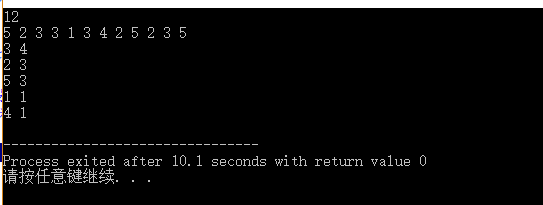 12
5 2 3 3 1 3 4 2 5 2 3 5
3 4
2 3
5 3
1 1
4 1
--------------------------------
Process exited after 10.1 seconds with return value 0
请按任意键继续. . .